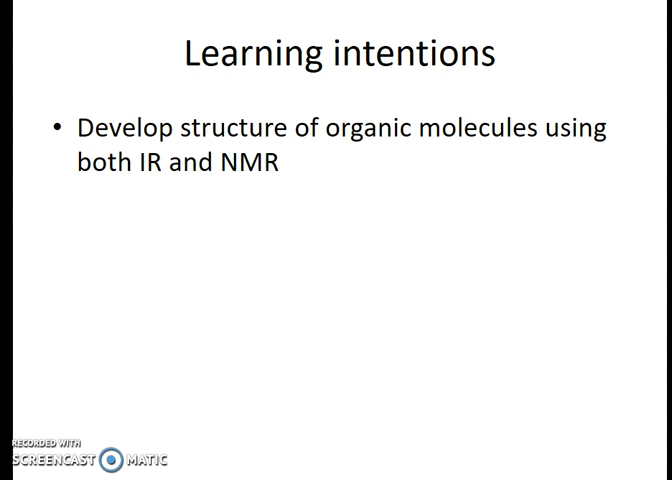 Learning intentions
• Develop structure of organic molecules using
both IR and NMR
RECORDED WITH
SCREENCAST MATIC